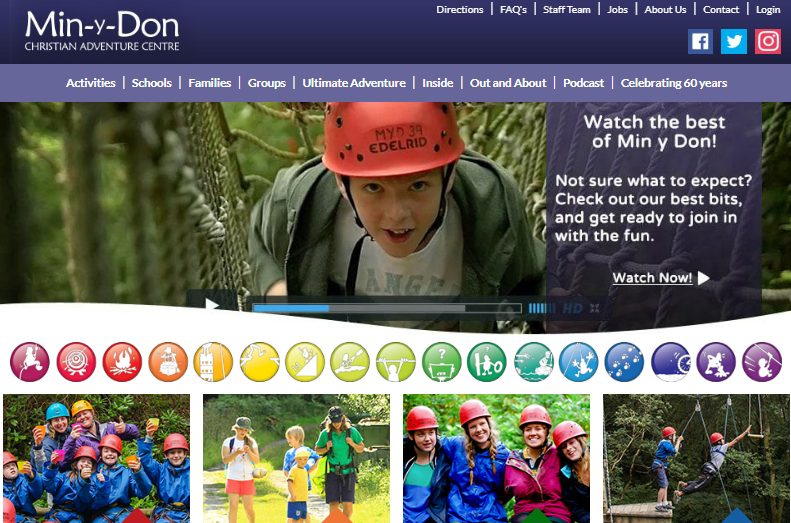 Min-y-Don
CHRISTIAN ADVENTURE CENTRE
Directions | FAQ's | Staff Team | Jobs | About Us | Contact | Login
Activities | Schools | Families | Groups | Ultimate Adventure | Inside | Out and About | Podcast | Celebrating 60 years
MYD 39
EDELRID
ANGE
Watch the best
of Min y Don!
Not sure what to expect?
Check out our best bits,
and get ready to join in
with the fun.
Watch Now!
HD
?